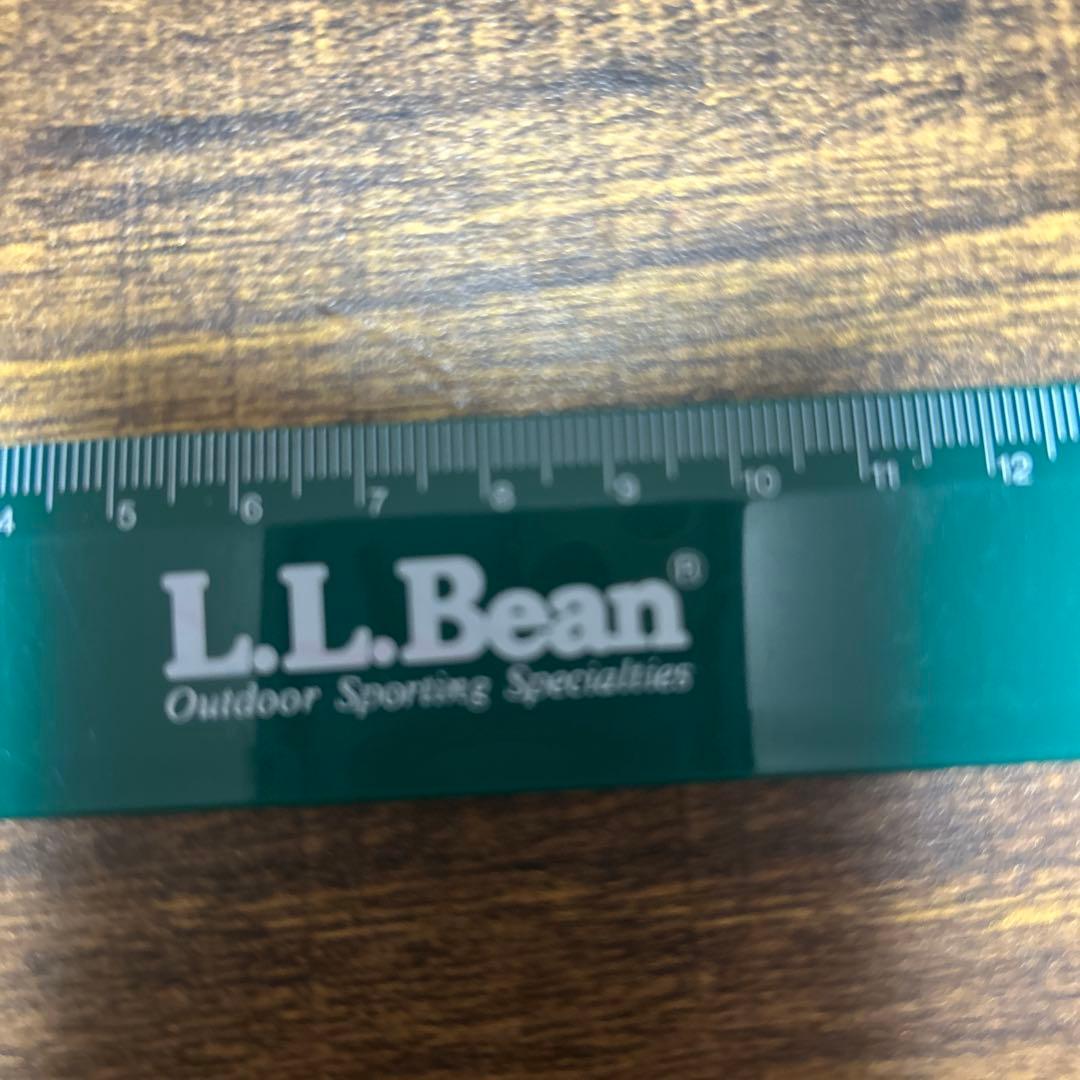 4 5 6 7 8 9 10 11 12
L.L.Bean®
Outdoor Sporting Specialties